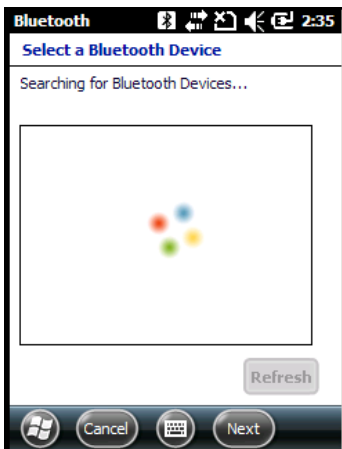 Bluetooth 2:35
Select a Bluetooth Device
Searching for Bluetooth Devices...
Refresh
Cancel Next